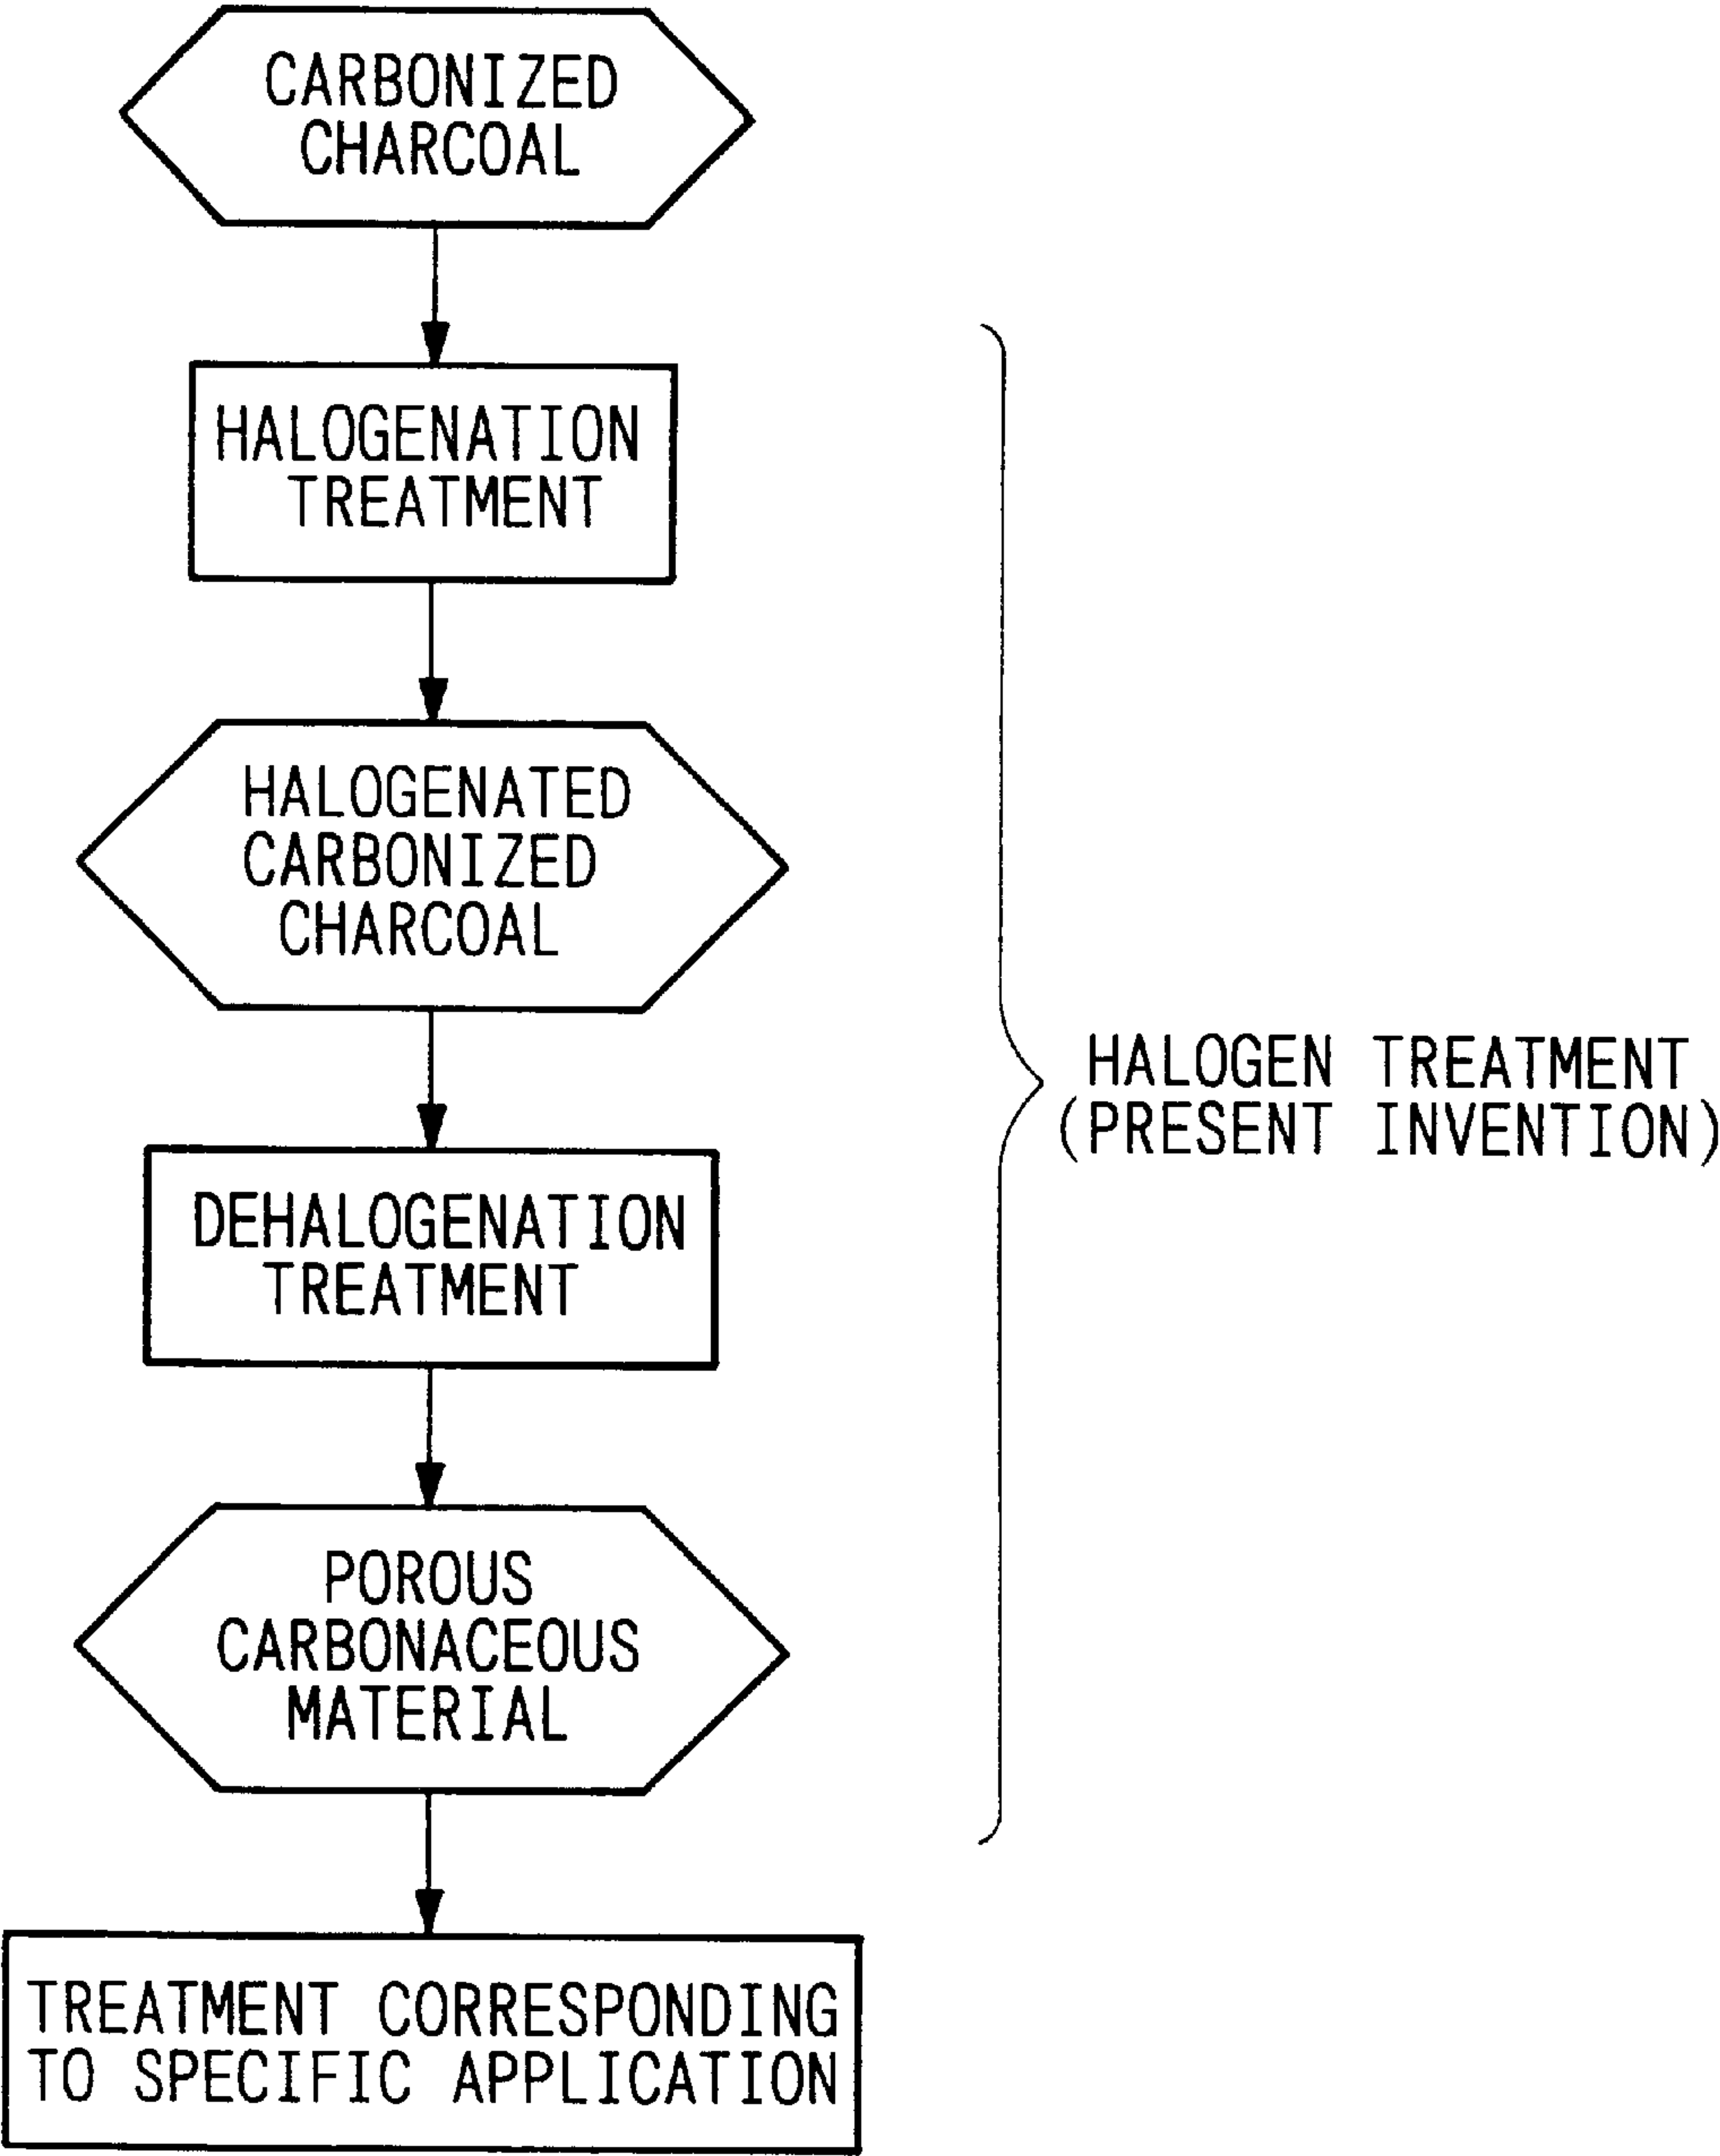 CARBONIZED
CHARCOAL
HALOGENATION
TREATMENT
HALOGENATED
CARBONIZED
CHARCOAL
HALOGEN TREATMENT
(PRESENT INVENTION)
DEHALOGENATION
TREATMENT
POROUS
CARBONACEOUS
MATERIAL
TREATMENT CORRESPONDING
TO SPECIFIC APPLICATION